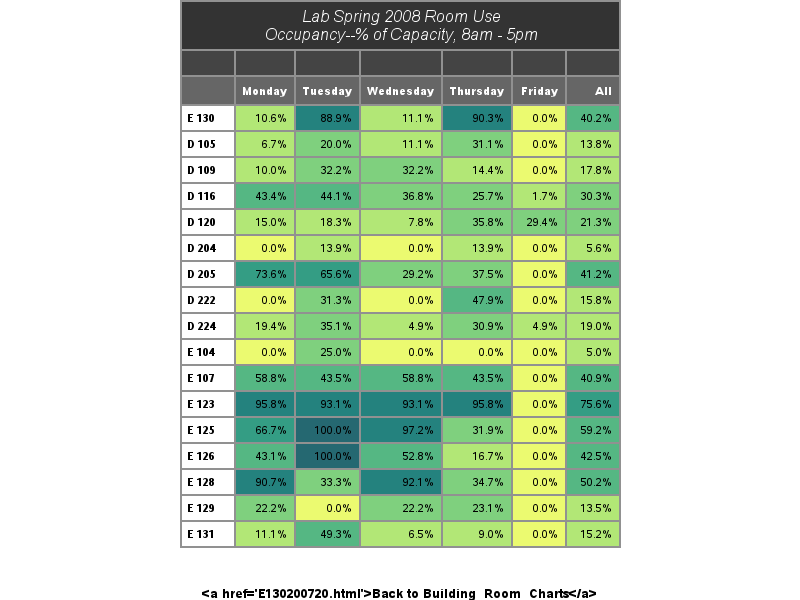 Lab Spring 2008 Room Use
Occupancy--% of Capacity, 8am - 5pm
Monday Tuesday Wednesday Thursday Friday All
E 130 10.6% 88.9% 11.1% 90.3% 0.0% 40.2%
D 105 6.7% 20.0% 11.1% 31.1% 0.0% 13.8%
D 109 10.0% 32.2% 32.2% 14.4% 0.0% 17.8%
D 116 43.4% 44.1% 36.8% 25.7% 1.7% 30.3%
D 120 15.0% 18.3% 7.8% 35.8% 29.4% 21.3%
D 204 0.0% 13.9% 0.0% 13.9% 0.0% 5.6%
D 205 73.6% 65.6% 29.2% 37.5% 0.0% 41.2%
D 222 0.0% 31.3% 0.0% 47.9% 0.0% 15.8%
D 224 19.4% 35.1% 4.9% 30.9% 4.9% 19.0%
E 104 0.0% 25.0% 0.0% 0.0% 0.0% 5.0%
E 107 58.8% 43.5% 58.8% 43.5% 0.0% 40.9%
E 123 95.8% 93.1% 93.1% 95.8% 0.0% 75.6%
E 125 66.7% 100.0% 97.2% 31.9% 0.0% 59.2%
E 126 43.1% 100.0% 52.8% 16.7% 0.0% 42.5%
E 128 90.7% 33.3% 92.1% 34.7% 0.0% 50.2%
E 129 22.2% 0.0% 22.2% 23.1% 0.0% 13.5%
E 131 11.1% 49.3% 6.5% 9.0% 0.0% 15.2%
<a href='E130200720.html'>Back to Building_Room_Charts</a>